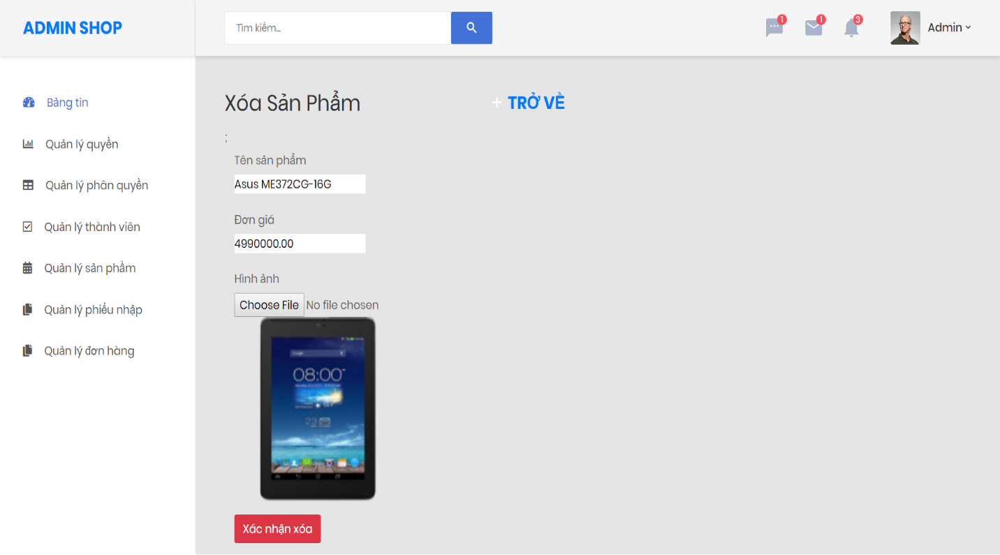 ADMIN SHOP
Tìm kiếm...
1
1
3
Admin
Bảng tin
Quản lý quyền
Quản lý phân quyền
Quản lý thành viên
Quản lý sản phẩm
Quản lý phiếu nhập
Quản lý đơn hàng
Xóa Sản Phẩm
+ TRỞ VỀ
;
Tên sản phẩm
Asus ME372CG-16G
Đơn giá
4990000.00
Hình ảnh
Choose File No file chosen
Google
08:00
23
Xác nhận xóa